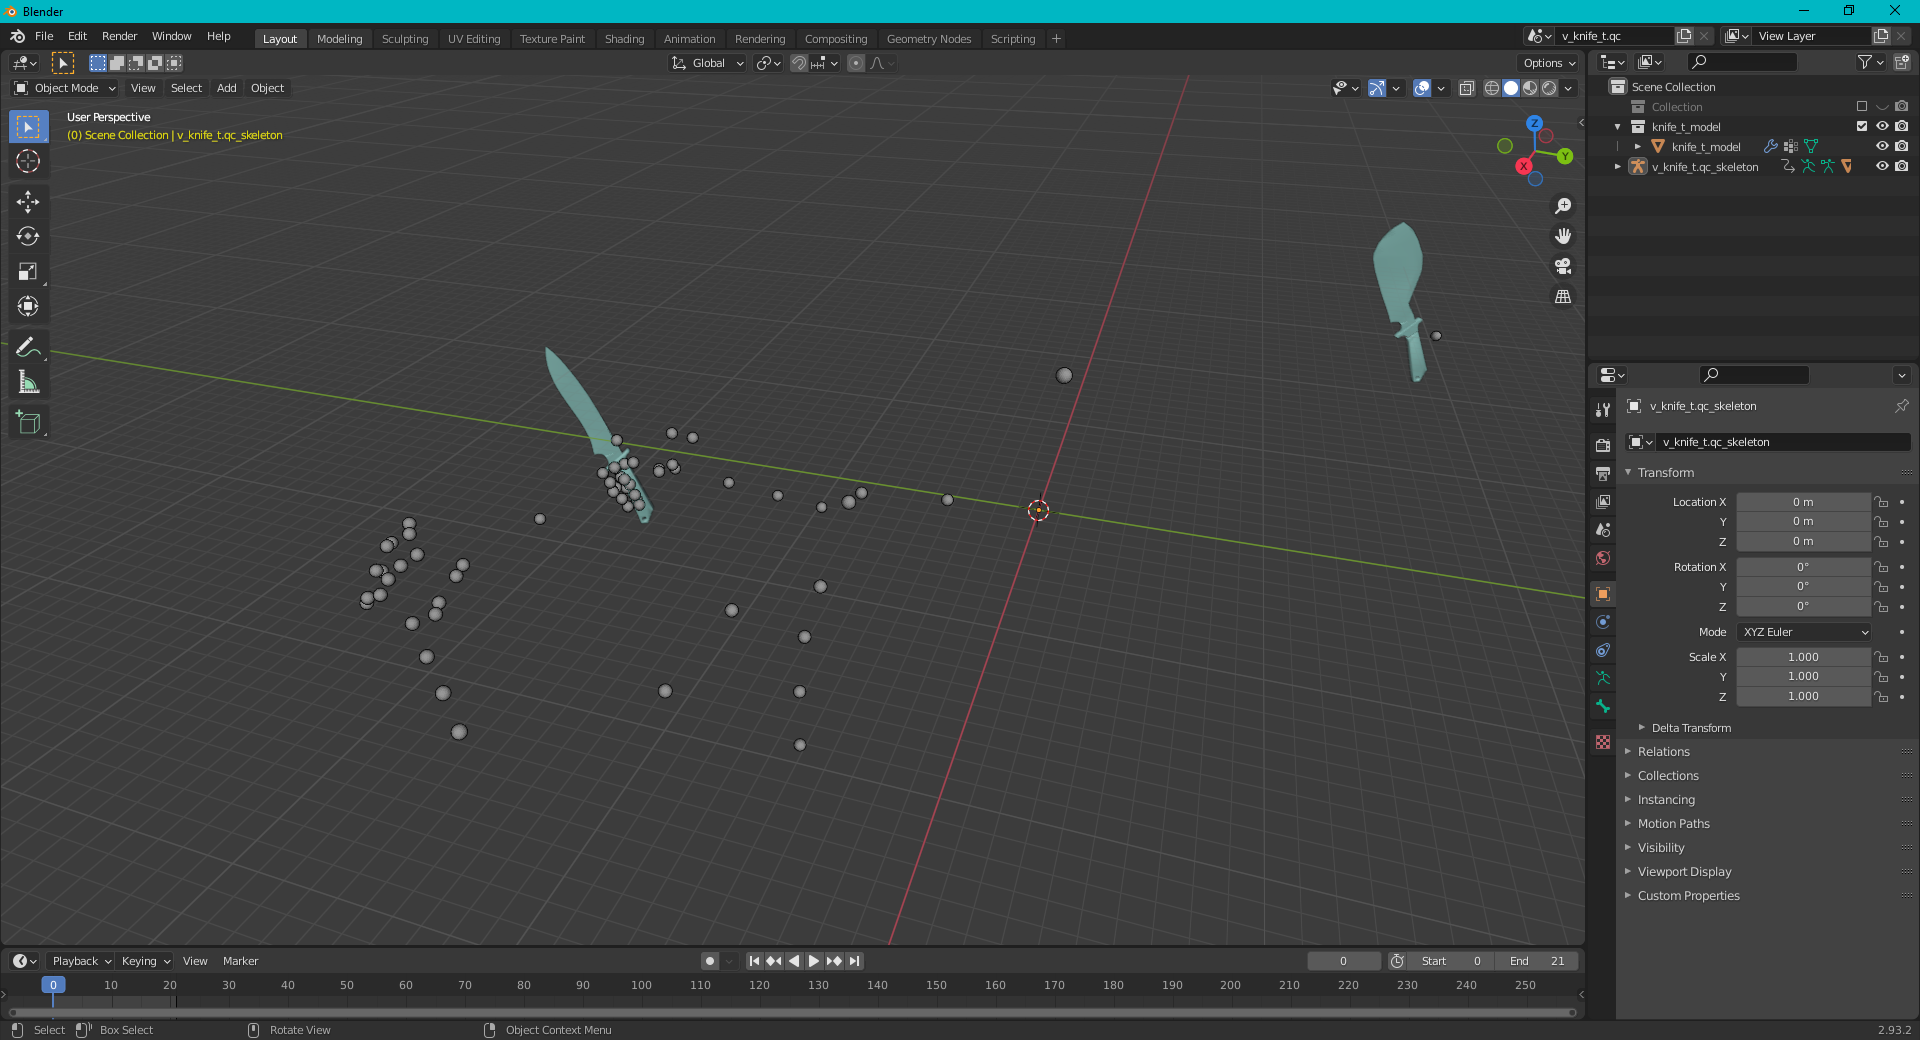 Blender
File Edit Render Window Help Layout Modeling Sculpting UV Editing Texture Paint Shading Animation Rendering Compositing Geometry Nodes Scripting + v_knife_t.qc View Layer
Global Options
Object Mode View Select Add Object
User Perspective
(0) Scene Collection | v_knife_t.qc_skeleton
Z
Y
X
Scene Collection
Collection
knife_t_model
knife_t_model
v_knife_t.qc_skeleton
v_knife_t.qc_skeleton
v_knife_t.qc_skeleton
Transform
Location X 0 m
Y 0 m
Z 0 m
Rotation X 0°
Y 0°
Z 0°
Mode XYZ Euler
Scale X 1.000
Y 1.000
Z 1.000
Delta Transform
Relations
Collections
Instancing
Motion Paths
Visibility
Viewport Display
Custom Properties
Playback Keying View Marker 0 Start 0 End 21
0 10 20 30 40 50 60 70 80 90 100 110 120 130 140 150 160 170 180 190 200 210 220 230 240 250
Select Box Select Rotate View Object Context Menu 2.93.2